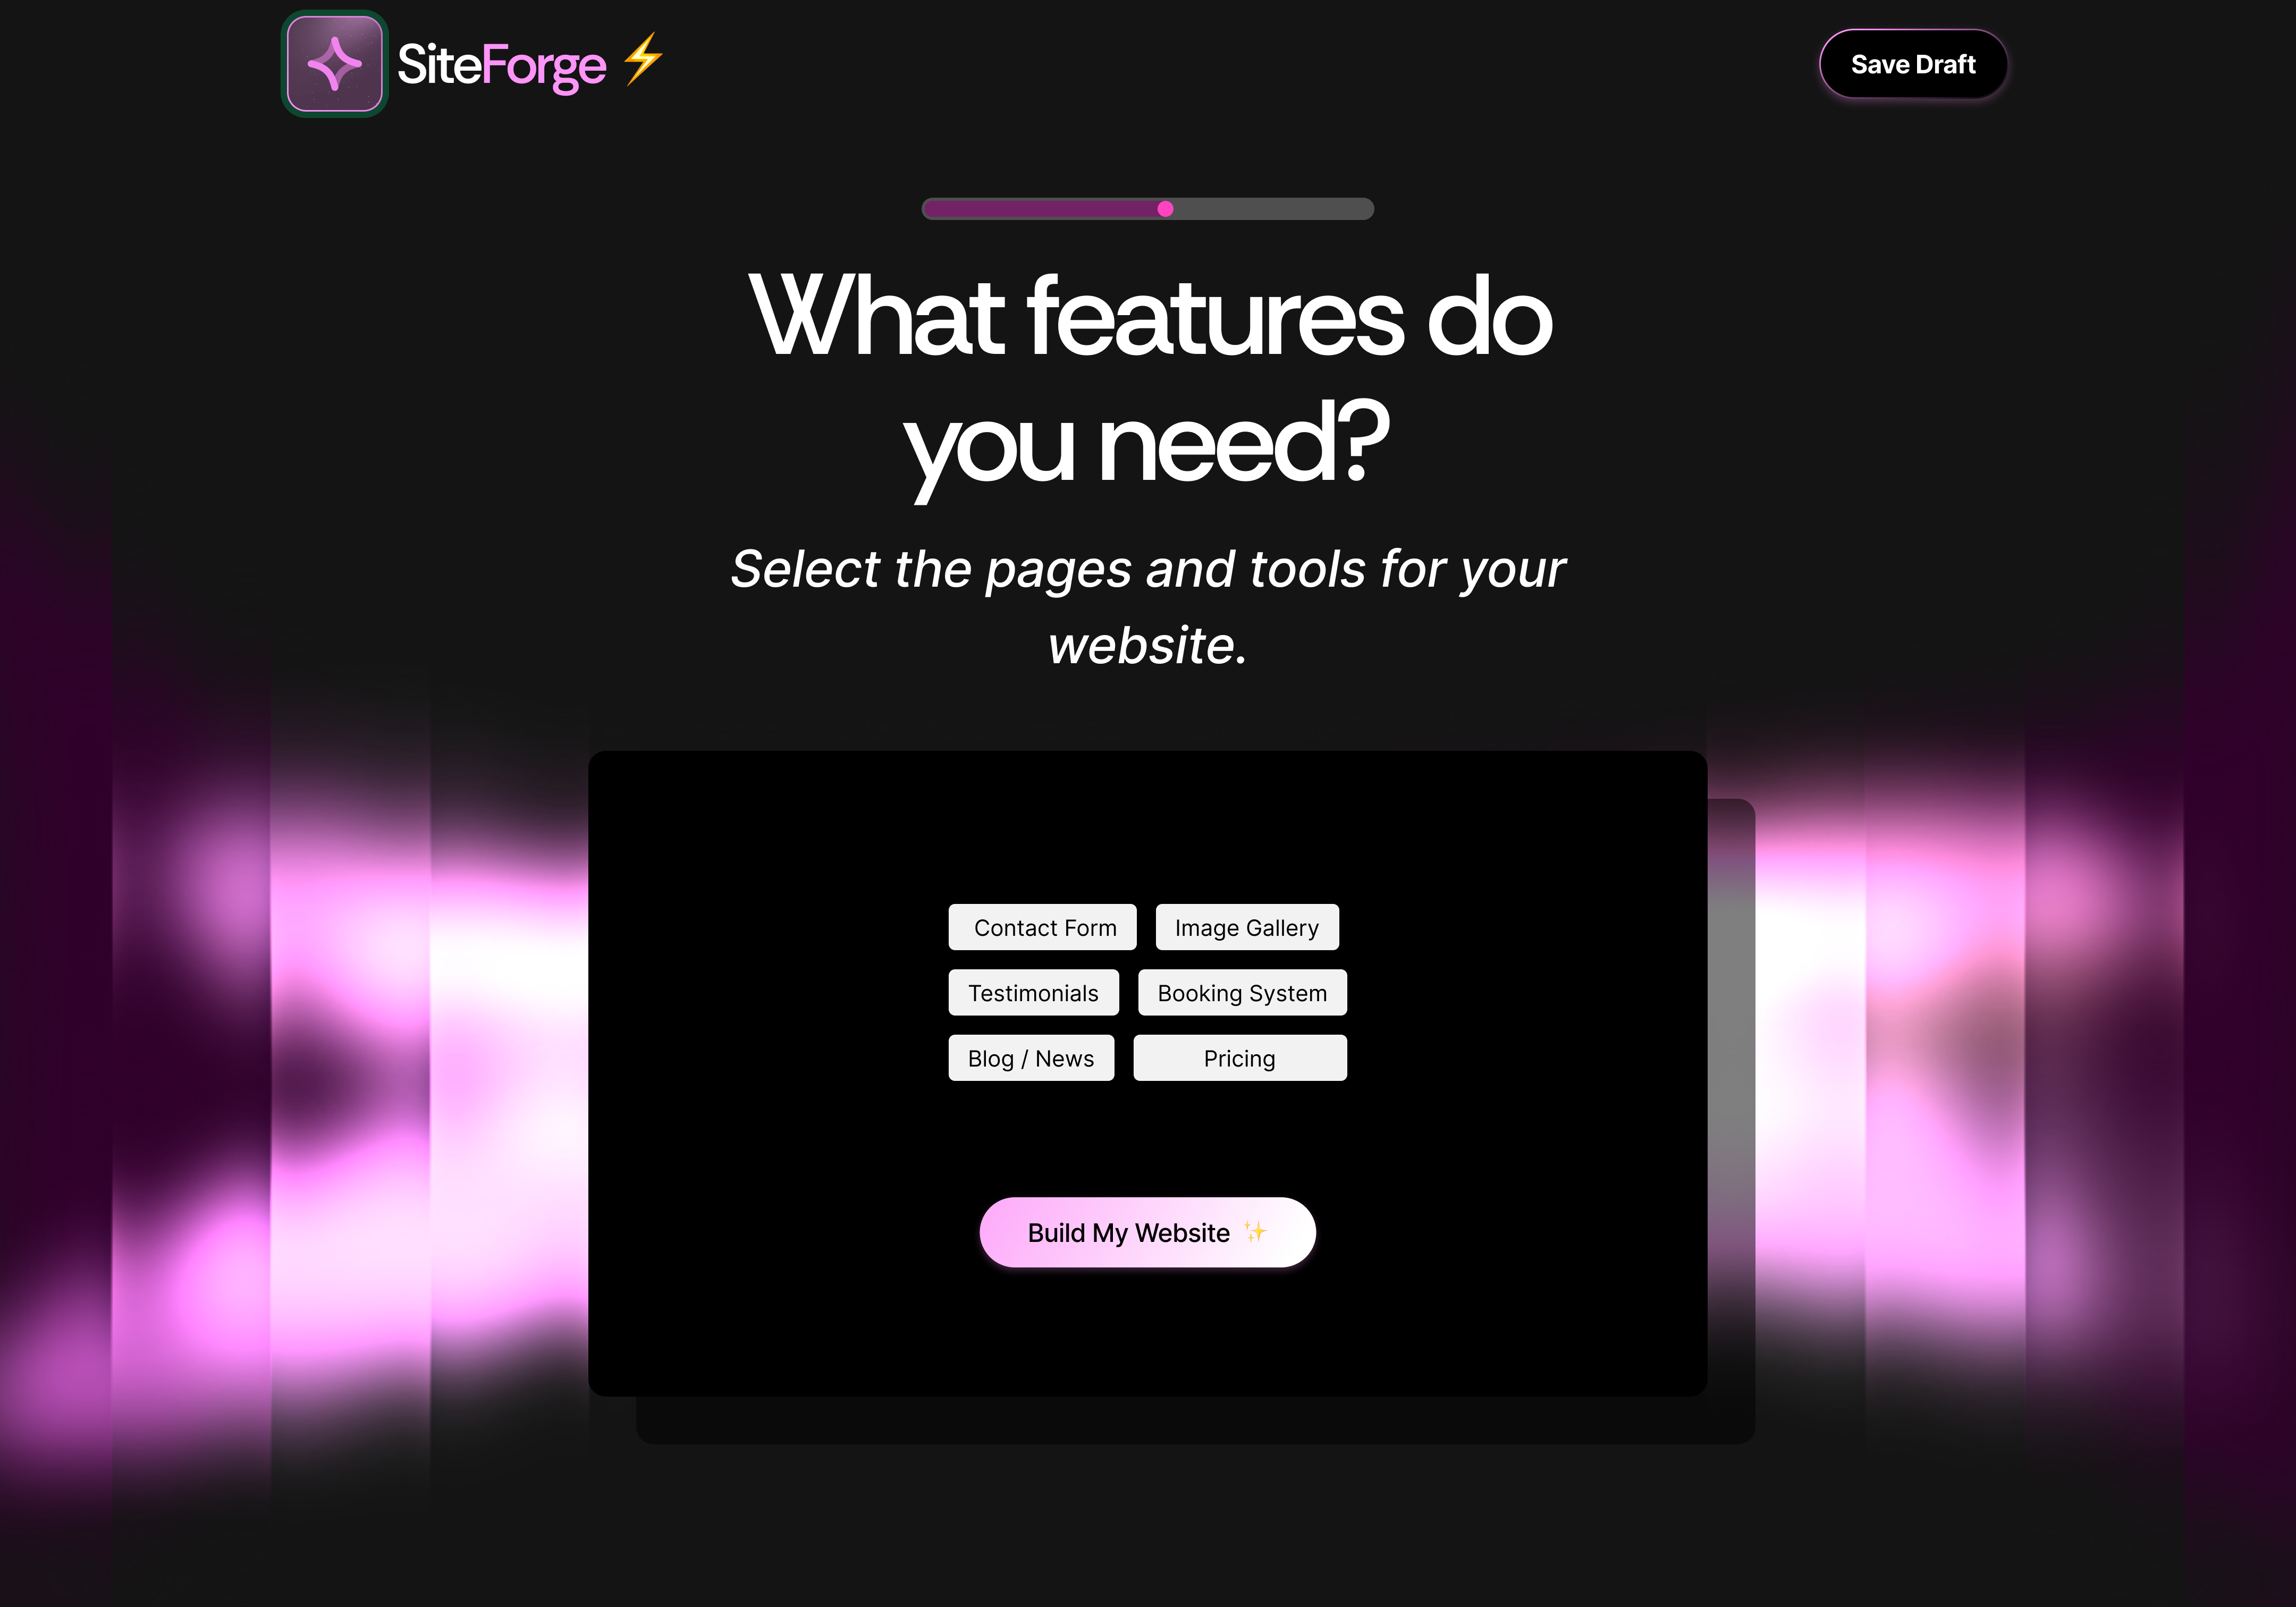 SiteForge ⚡
Save Draft
What features do
you need?
Select the pages and tools for your
website.
Contact Form
Image Gallery
Testimonials
Booking System
Blog / News
Pricing
Build My Website ✨